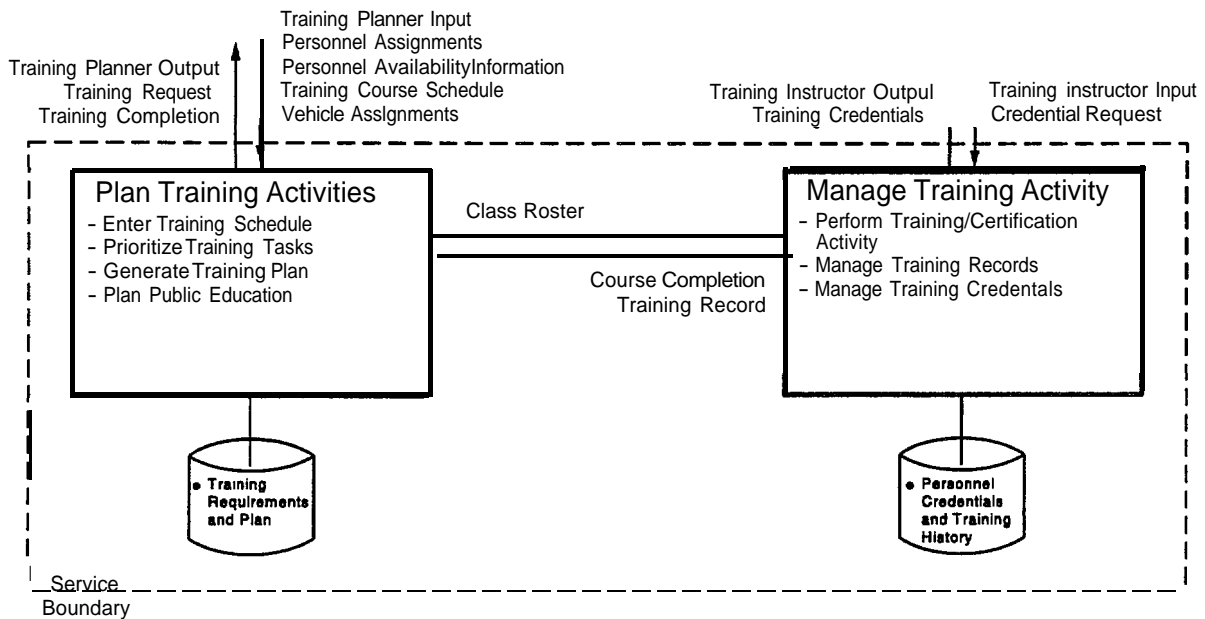 Training Planner Input
Personnel Assignments
Personnel AvailabilityInformation
Training Course Schedule
Vehicle Asslgnments
Training Planner Output
Training Request
Training Completion
Training Instructor Outpul
Training Credentials
Training instructor Input
Credential Request
Plan Training Activities
- Enter Training Schedule
- Prioritize Training Tasks
- Generate Training Plan
- Plan Public Education
Class Roster
Course Completion
Training Record
Manage Training Activity
- Perform Training/Certification
Activity
- Manage Training Records
- Manage Training Credentals
• Training
Requirements
and Plan
• Personnel
Credentials
and Training
History
Service
Boundary